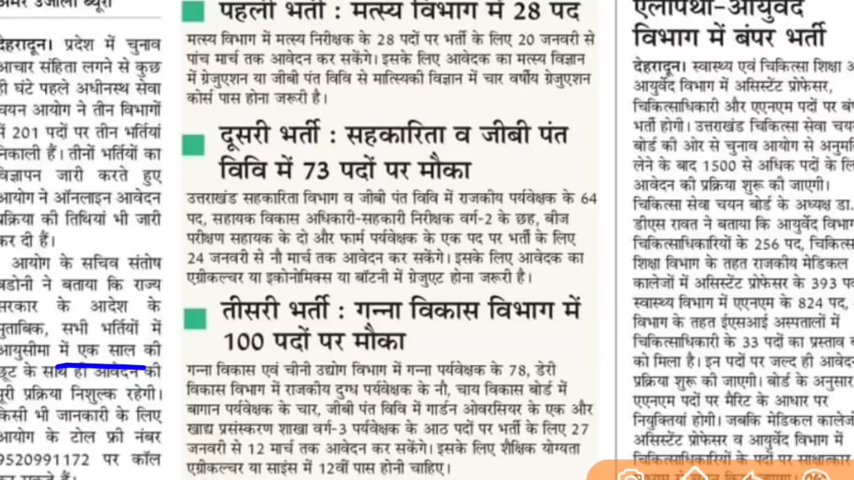 अमर उजाला ब्यूरो
देहरादून। प्रदेश में चुनाव
आचार संहिता लगने से कुछ
ही घंटे पहले अधीनस्थ सेवा
चयन आयोग ने तीन विभागों
में 201 पदों पर तीन भर्तियां
निकाली हैं। तीनों भर्तियों का
विज्ञापन जारी करते हुए
आयोग ने ऑनलाइन आवेदन
प्रक्रिया की तिथियां भी जारी
कर दी हैं।
आयोग के सचिव संतोष
बडोनी ने बताया कि राज्य
सरकार के आदेश के
मुताबिक, सभी भर्तियों में
आयुसीमा में एक साल की
छूट के साथ ही आवेदन की
पूरी प्रक्रिया निशुल्क रहेगी।
किसी भी जानकारी के लिए
आयोग के टोल फ्री नंबर
9520991172 पर कॉल
पहली भर्ती : मत्स्य विभाग में 28 पद
मत्स्य विभाग में मत्स्य निरीक्षक के 28 पदों पर भर्ती के लिए 20 जनवरी से
पांच मार्च तक आवेदन कर सकेंगे। इसके लिए आवेदक का मत्स्य विज्ञान
में ग्रेजुएशन या जीबी पंत विवि से मात्स्यिकी विज्ञान में चार वर्षीय ग्रेजुएशन
कोर्स पास होना जरूरी है।
दूसरी भर्ती : सहकारिता व जीबी पंत
विवि में 73 पदों पर मौका
उत्तराखंड सहकारिता विभाग व जीबी पंत विवि में राजकीय पर्यवेक्षक के 64
पद, सहायक विकास अधिकारी-सहकारी निरीक्षक वर्ग-2 के छह, बीज
परीक्षण सहायक के दो और फार्म पर्यवेक्षक के एक पद पर भर्ती के लिए
24 जनवरी से नौ मार्च तक आवेदन कर सकेंगे। इसके लिए आवेदक का
एग्रीकल्चर या इकोनोमिक्स या बॉटनी में ग्रेजुएट होना जरूरी है।
तीसरी भर्ती : गन्ना विकास विभाग में
100 पदों पर मौका
गन्ना विकास एवं चीनी उद्योग विभाग में गन्ना पर्यवेक्षक के 78, डेरी
विकास विभाग में राजकीय दुग्ध पर्यवेक्षक के नौ, चाय विकास बोर्ड में
बागान पर्यवेक्षक के चार, जीबी पंत विवि में गार्डन ओवरसियर के एक और
खाद्य प्रसंस्करण शाखा वर्ग-3 पर्यवेक्षक के आठ पदों पर भर्ती के लिए 27
जनवरी से 12 मार्च तक आवेदन कर सकेंगे। इसके लिए शैक्षिक योग्यता
एग्रीकल्चर या साइंस में 12वीं पास होनी चाहिए।
एलोपैथी-आयुर्वेद
विभाग में बंपर भर्ती
देहरादून। स्वास्थ्य एवं चिकित्सा शिक्षा
आयुर्वेद विभाग में असिस्टेंट प्रोफेसर,
चिकित्साधिकारी और एएनएम पदों पर
भर्ती होगी। उत्तराखंड चिकित्सा सेवा
बोर्ड की ओर से चुनाव आयोग से
लेने के बाद 1500 से अधिक पदों के
आवेदन की प्रक्रिया शुरू की जाएगी।
चिकित्सा सेवा चयन बोर्ड के अध्यक्ष डा.
डीएस रावत ने बताया कि आयुर्वेद
चिकित्साधिकारियों के 256 पद,
शिक्षा विभाग के तहत राजकीय मेडिकल
कालेजों में असिस्टेंट प्रोफेसर के 393
स्वास्थ्य विभाग में एएनएम के 824 पद,
विभाग के तहत ईएसआई अस्पतालों में
चिकित्साधिकारी के 33 पदों का प्रस्ताव
को मिला है। इन पदों पर जल्द ही आवेदन
प्रक्रिया शुरू की जाएगी। बोर्ड के अनुसार
एएनएम पदों पर मैरिट के आधार पर
नियुक्तियां होगी। जबकि मेडिकल
असिस्टेंट प्रोफेसर व आयुर्वेद विभाग में
चिकित्साधिकारियों के पदों पर